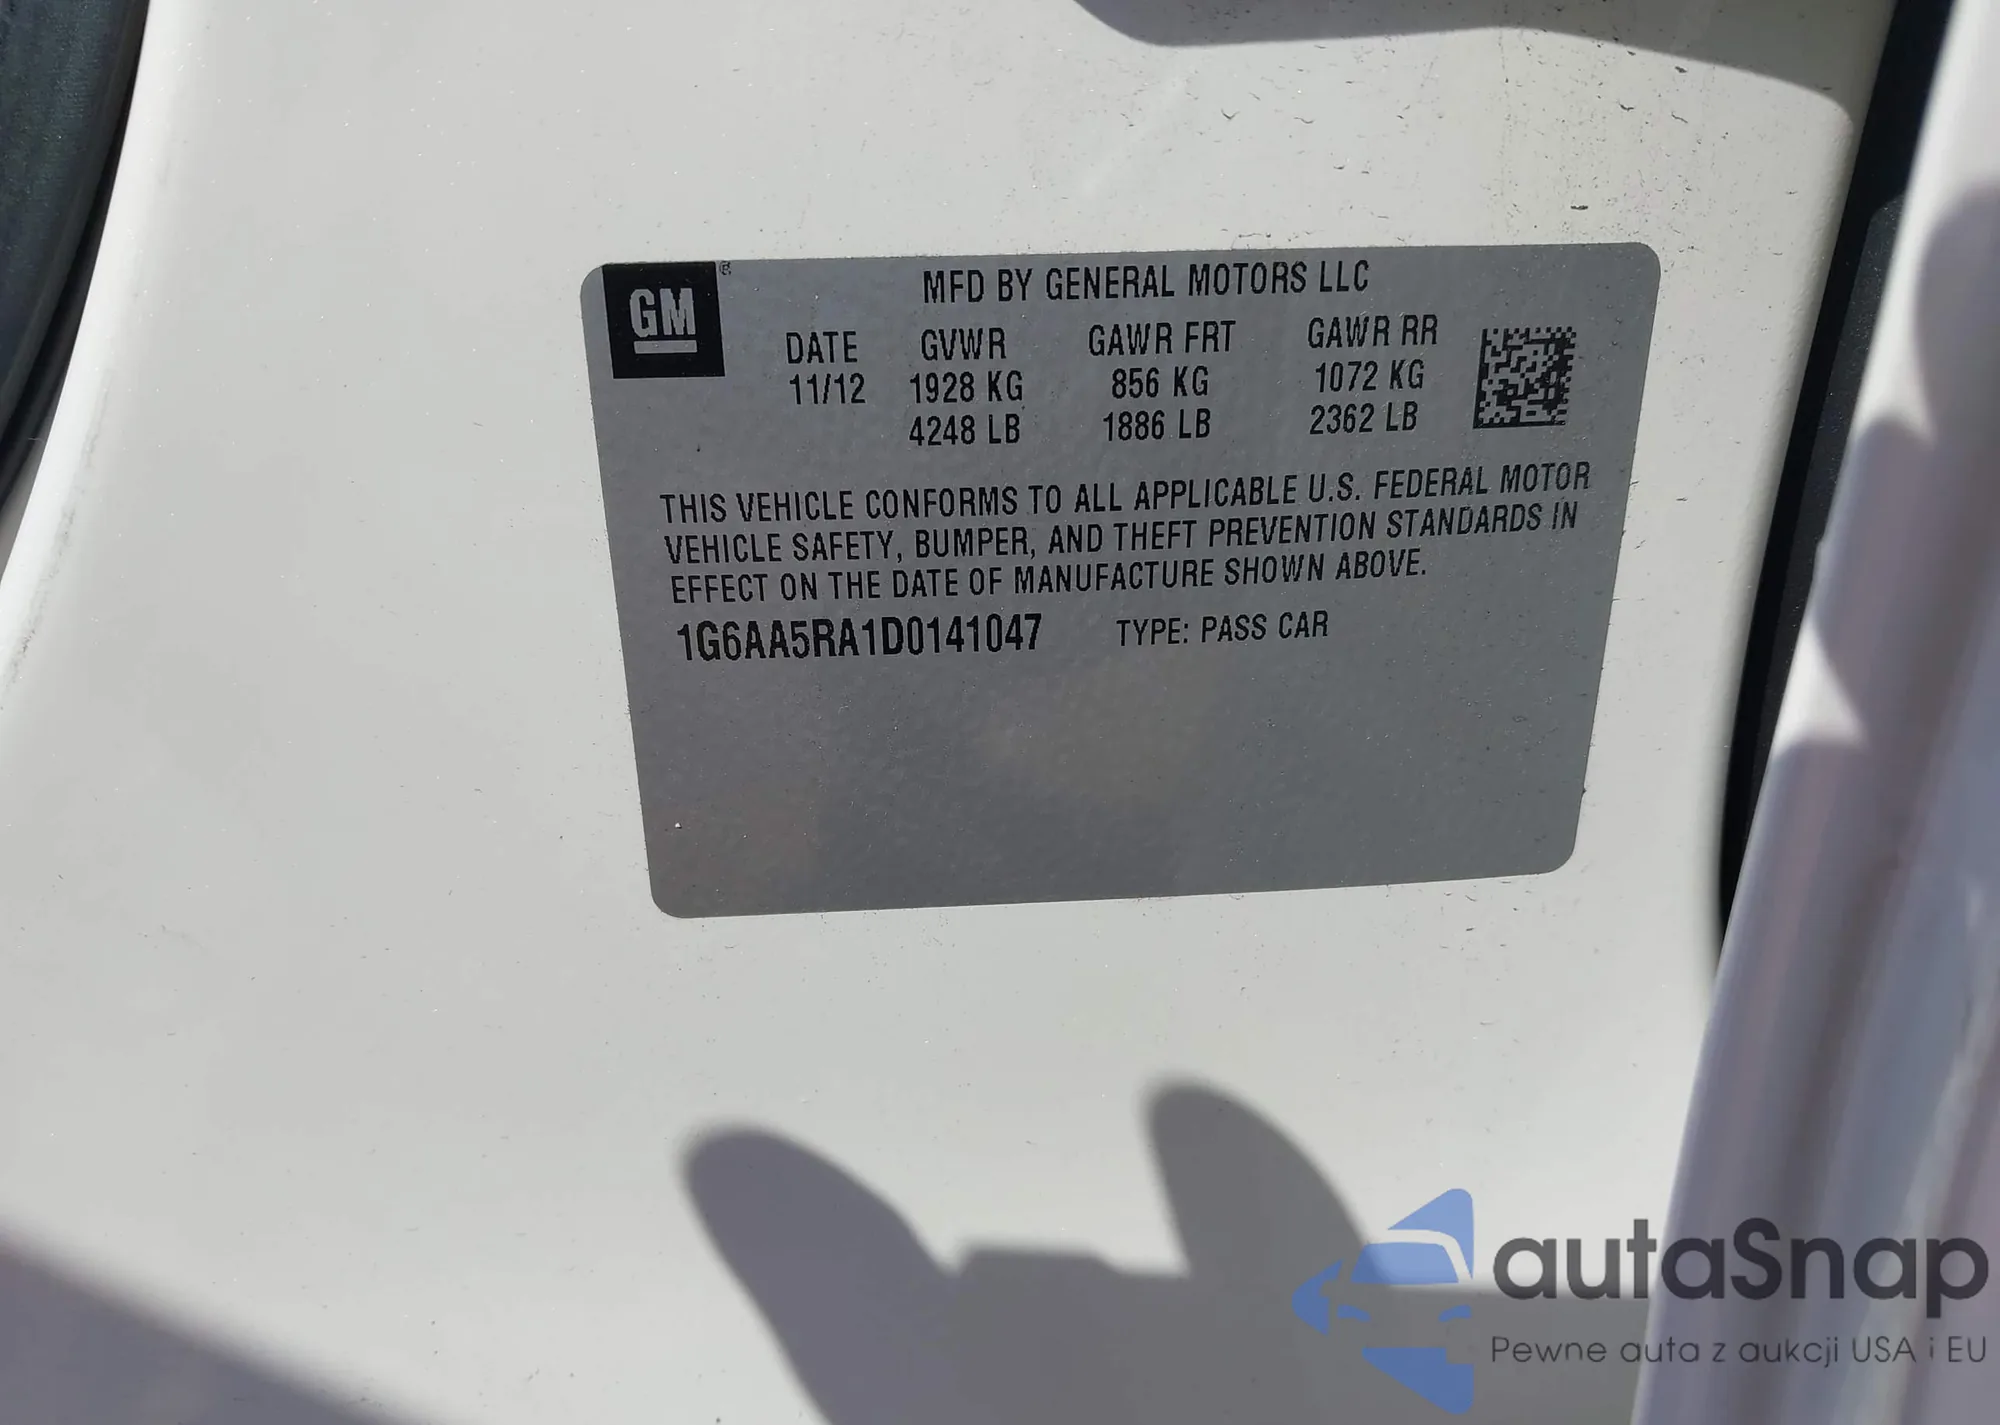 GM®
MFD BY GENERAL MOTORS LLC
DATE GVWR GAWR FRT GAWR RR
11/12 1928 KG 856 KG 1072 KG
4248 LB 1886 LB 2362 LB
THIS VEHICLE CONFORMS TO ALL APPLICABLE U.S. FEDERAL MOTOR
VEHICLE SAFETY, BUMPER, AND THEFT PREVENTION STANDARDS IN
EFFECT ON THE DATE OF MANUFACTURE SHOWN ABOVE.
1G6AA5RA1D0141047 TYPE: PASS CAR
autaSnap
Pewne auta z aukcji USA i EU